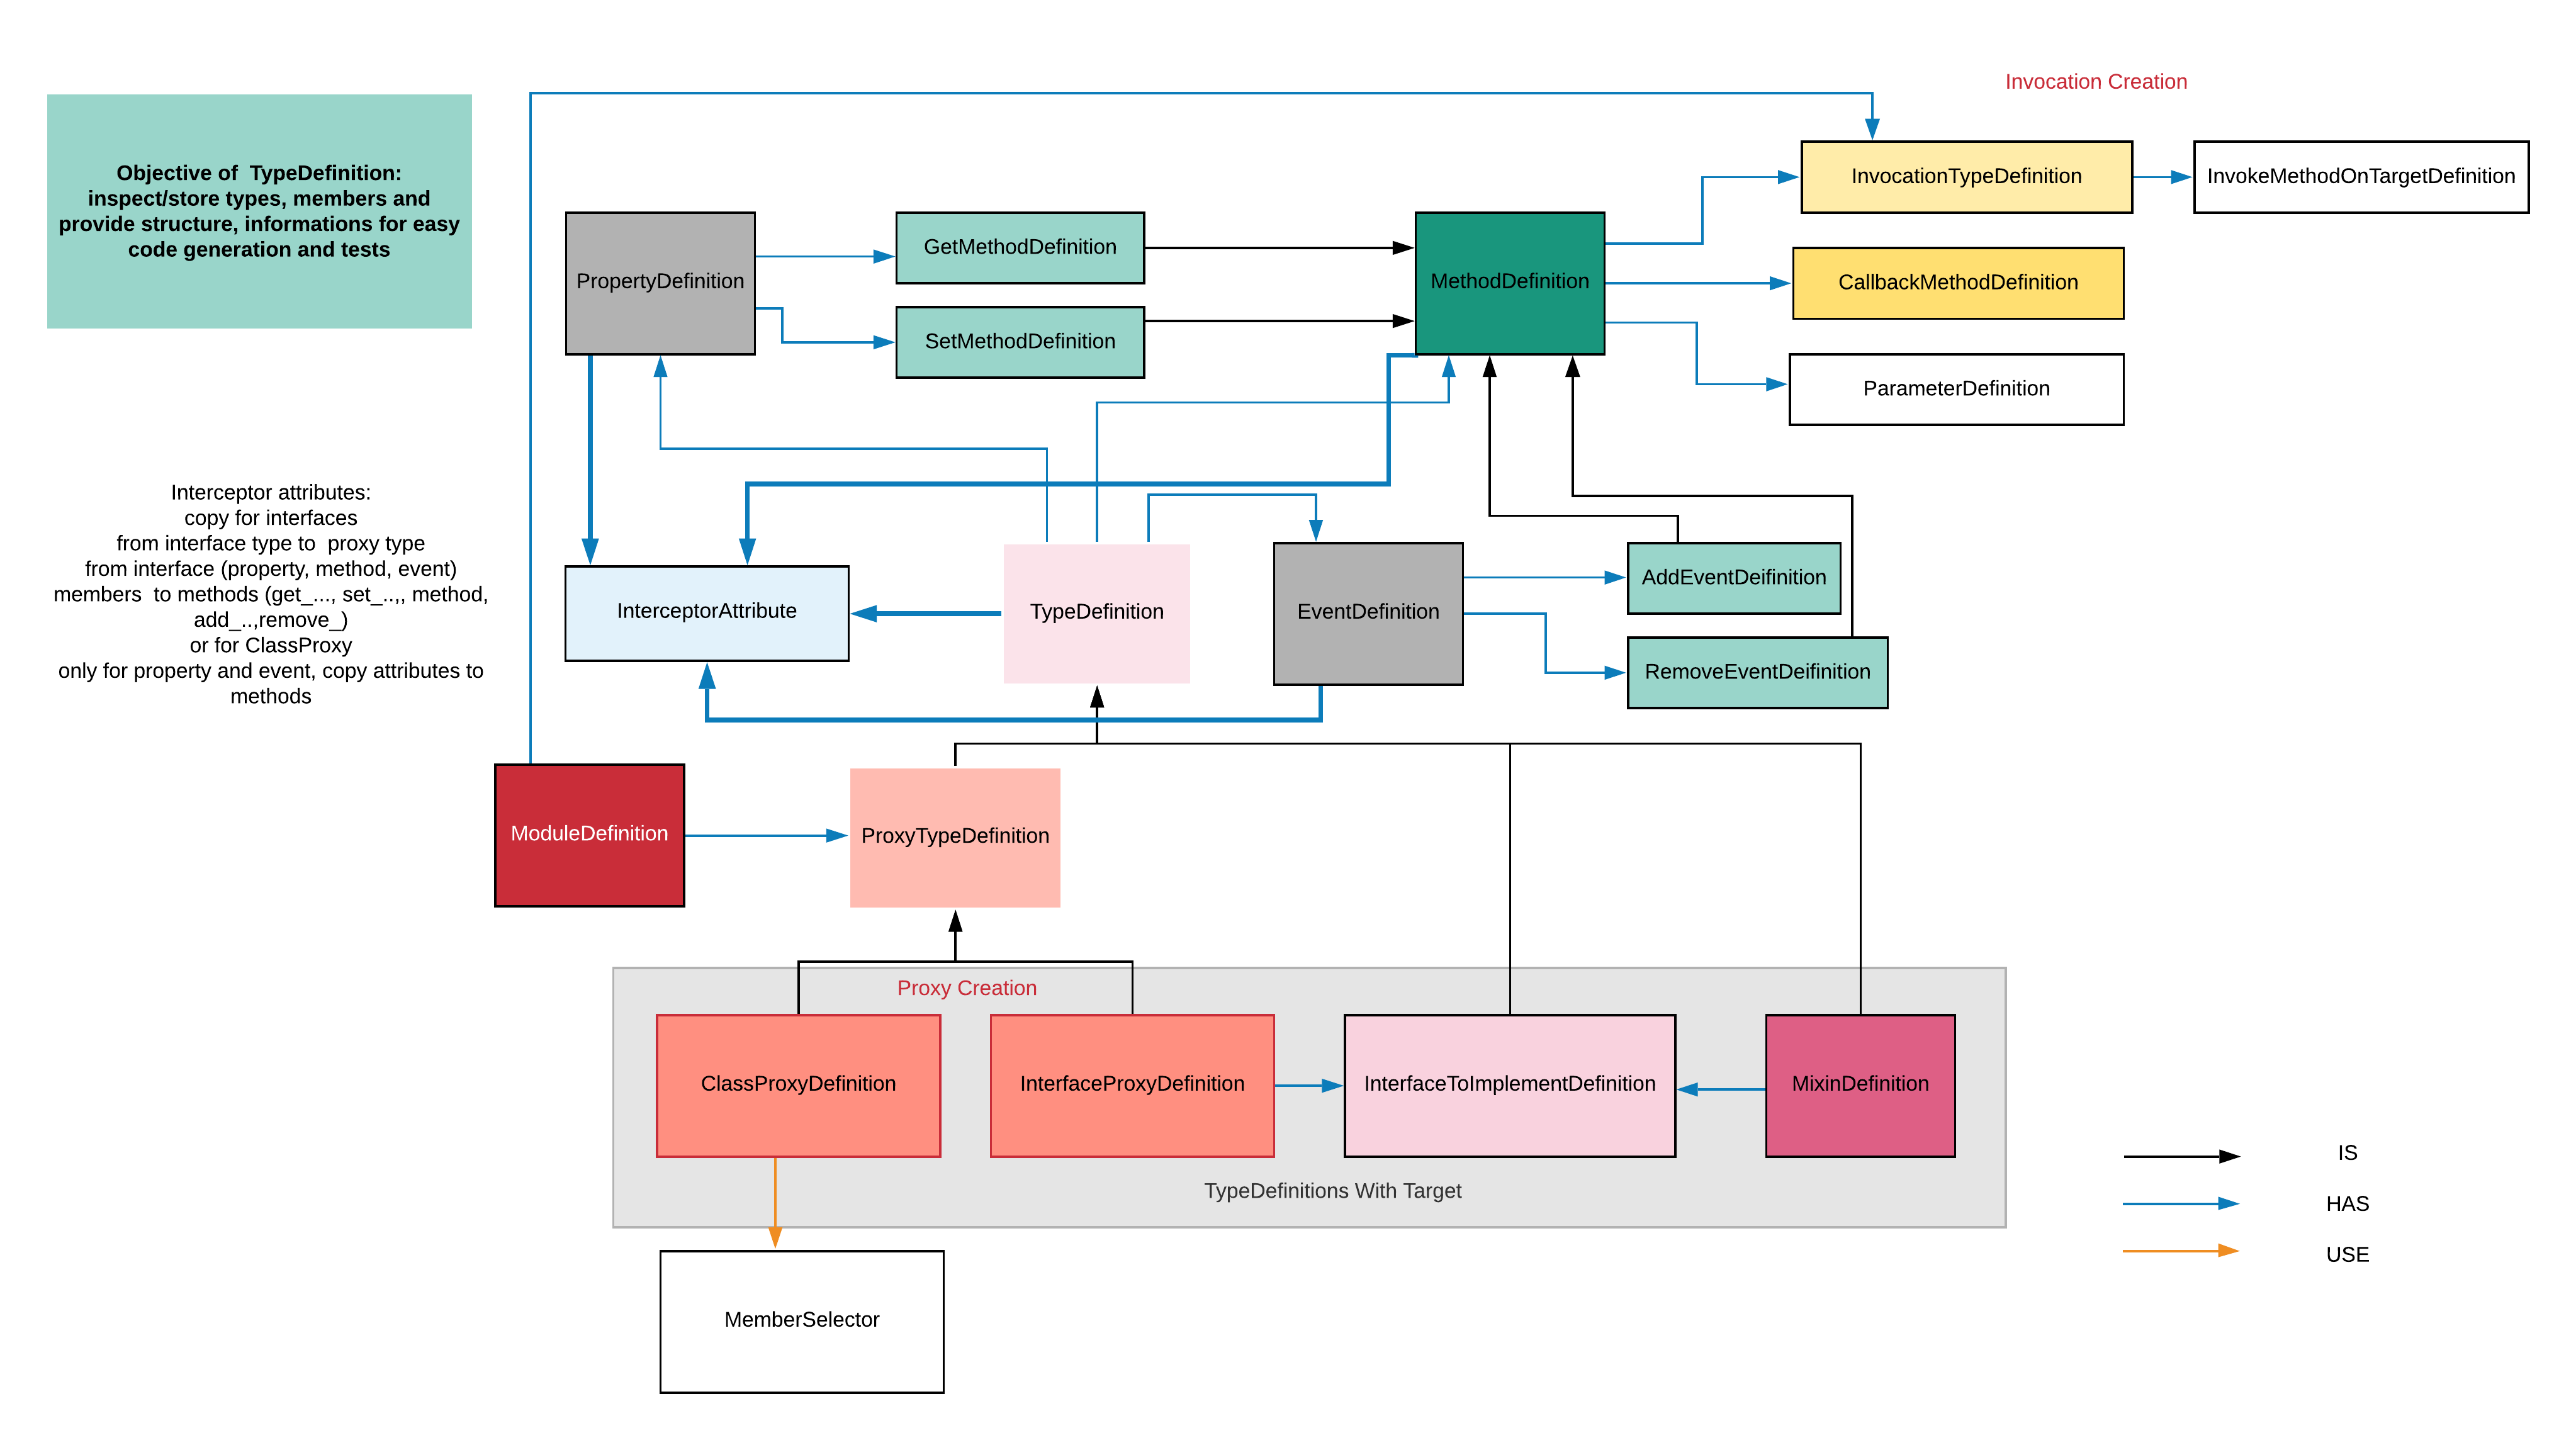 Invocation Creation
Objective of  TypeDefinition:
inspect/store types, members and
provide structure, informations for easy
code generation and tests
InvocationTypeDefinition
InvokeMethodOnTargetDefinition
PropertyDefinition
GetMethodDefinition
SetMethodDefinition
MethodDefinition
CallbackMethodDefinition
ParameterDefinition
Interceptor attributes:
copy for interfaces
from interface type to  proxy type
from interface (property, method, event)
members  to methods (get_..., set_..,, method,
add_..,remove_)
or for ClassProxy
only for property and event, copy attributes to
methods
InterceptorAttribute
TypeDefinition
EventDefinition
AddEventDeifinition
RemoveEventDeifinition
ModuleDefinition
ProxyTypeDefinition
Proxy Creation
ClassProxyDefinition
InterfaceProxyDefinition
InterfaceToImplementDefinition
MixinDefinition
TypeDefinitions With Target
MemberSelector
IS
HAS
USE